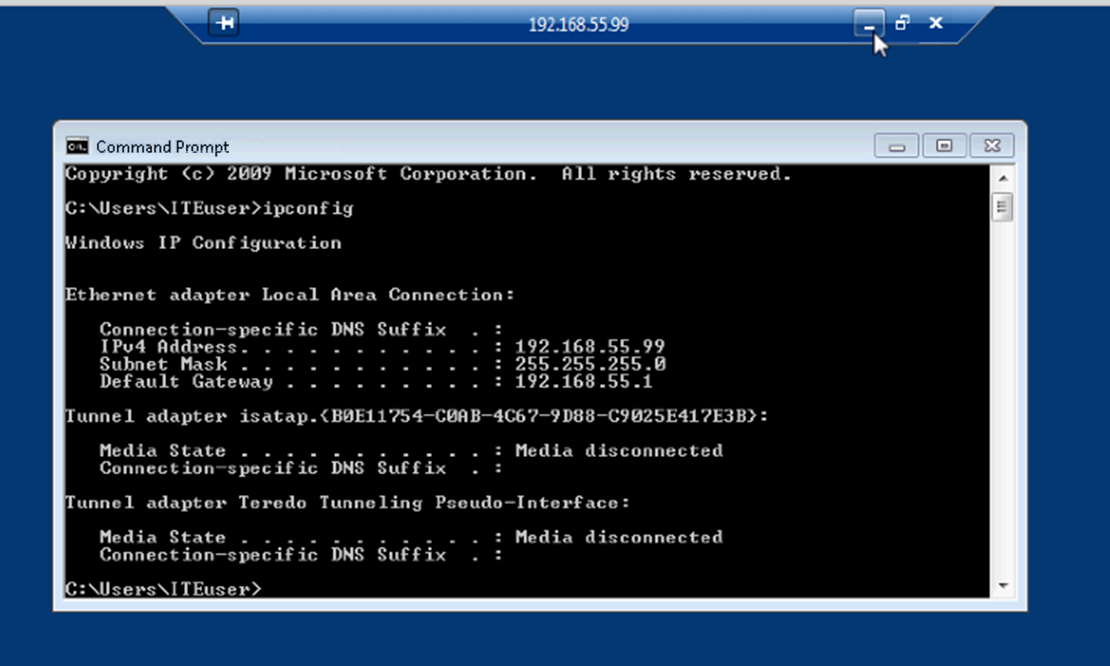 192.168.55.99
Command Prompt
Copyright (c) 2009 Microsoft Corporation.  All rights reserved.
C:\Users\ITEuser>ipconfig
Windows IP Configuration
Ethernet adapter Local Area Connection:
Connection-specific DNS Suffix  . :
IPv4 Address. . . . . . . . . . . : 192.168.55.99
Subnet Mask . . . . . . . . . . . : 255.255.255.0
Default Gateway . . . . . . . . . : 192.168.55.1
Tunnel adapter isatap.{B0E11754-C0AB-4C67-9D88-C9025E417E3B}:
Media State . . . . . . . . . . . : Media disconnected
Connection-specific DNS Suffix  . :
Tunnel adapter Teredo Tunneling Pseudo-Interface:
Media State . . . . . . . . . . . : Media disconnected
Connection-specific DNS Suffix  . :
C:\Users\ITEuser>